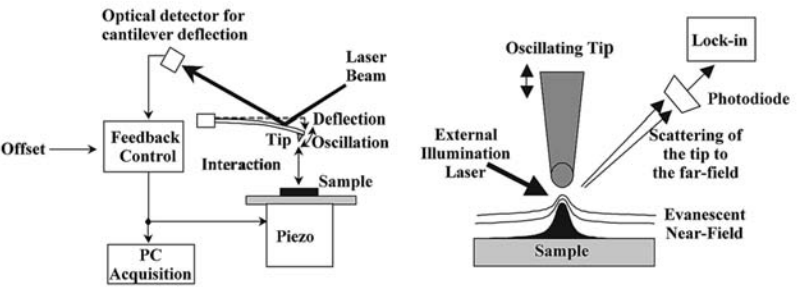 Optical detector for
cantilever deflection
Laser
Beam
Deflection
Tip
Oscillation
Offset
Feedback
Control
Interaction
Sample
Piezo
PC
Acquisition
Oscillating Tip
Lock-in
Photodiode
External
Illumination
Laser
Scattering of
the tip to
the far-field
Evanescent
Near-Field
Sample